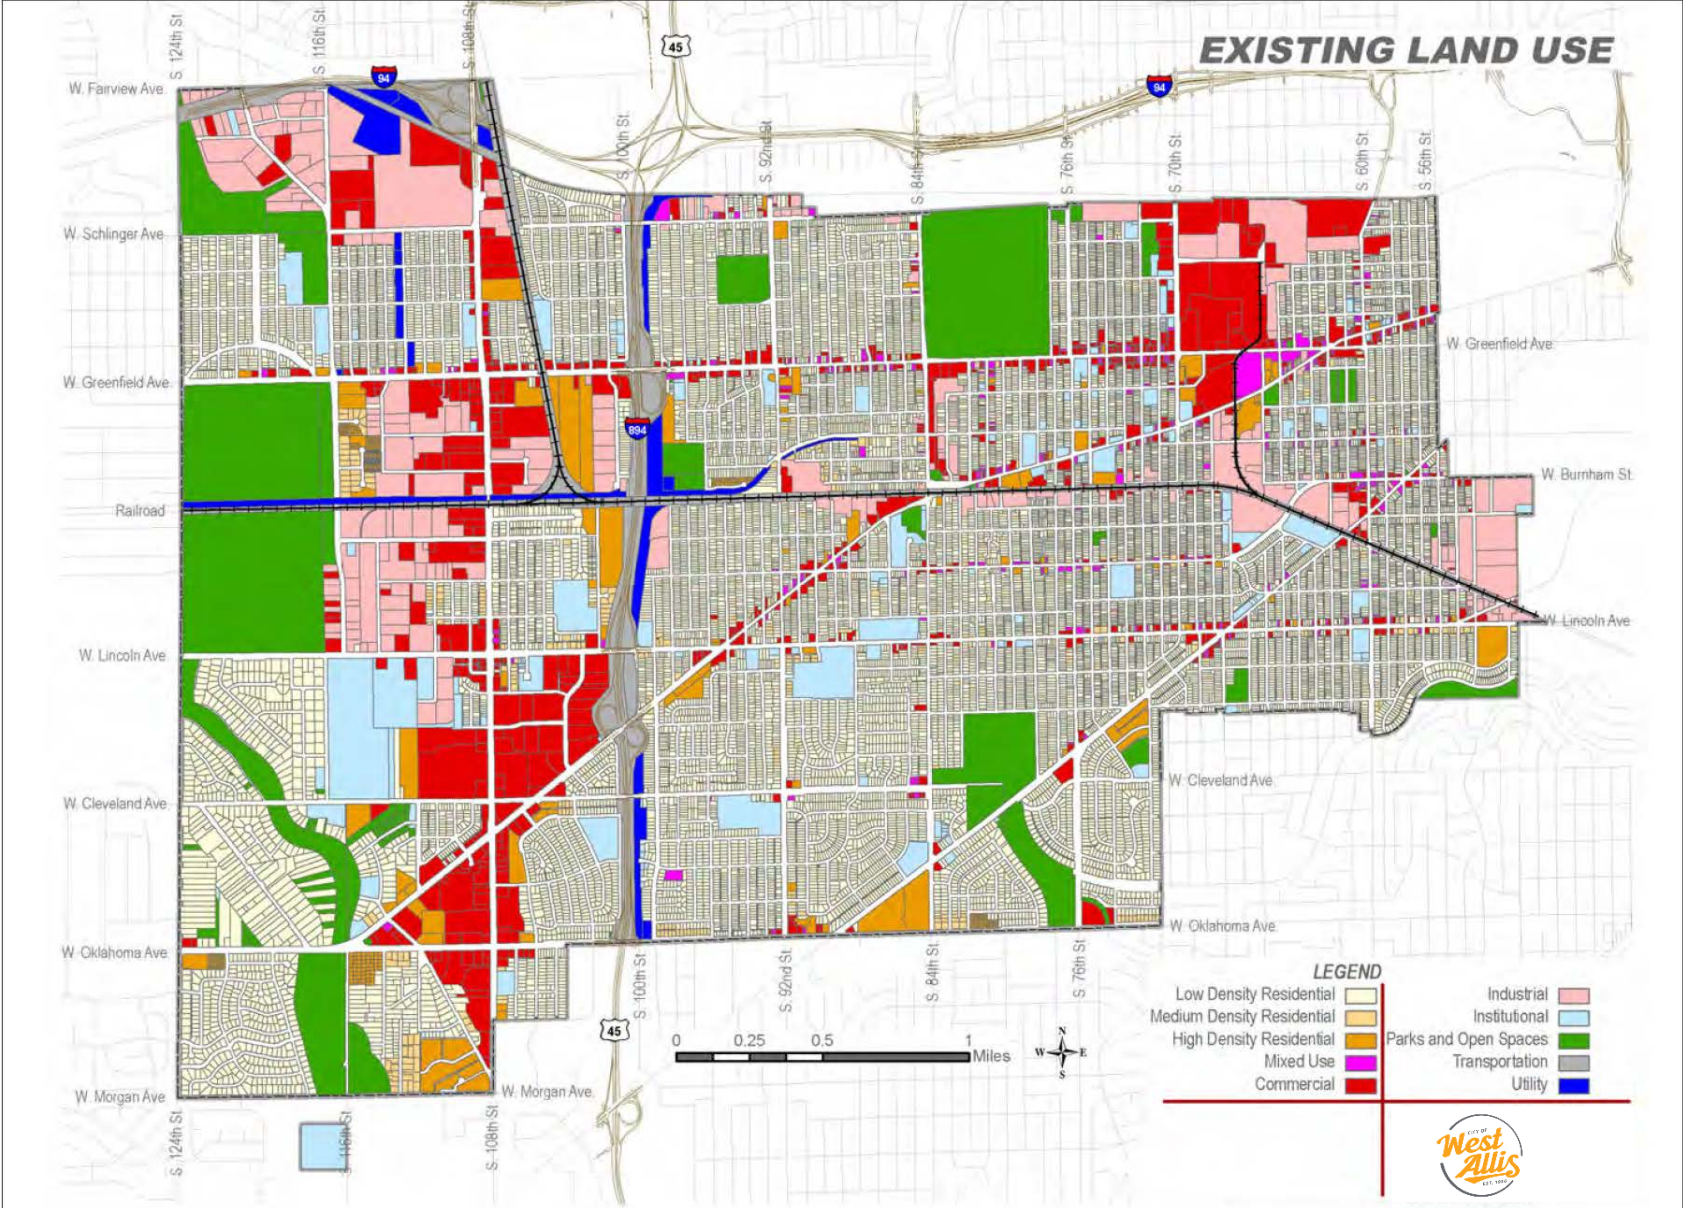 EXISTING LAND USE
S. 124th St.
S. 116th St.
S. 108th St.
45
94
94
W. Fairview Ave.
S. 100th St.
S. 92nd St.
S. 84th St.
S. 76th St.
S. 70th St.
S. 60th St.
S. 56th St.
W. Schlinger Ave.
W. Greenfield Ave.
W. Greenfield Ave.
894
W. Burnham St.
Railroad
W. Lincoln Ave.
W. Lincoln Ave.
W. Cleveland Ave.
W. Cleveland Ave.
W. Oklahoma Ave.
W. Oklahoma Ave.
S. 100th St.
S. 92nd St.
S. 84th St.
S. 76th St.
45
0 0.25 0.5 1
Miles
N
W E
S
W. Morgan Ave.
W. Morgan Ave.
S. 124th St.
S. 116th St.
S. 108th St.
LEGEND
Low Density Residential
Medium Density Residential
High Density Residential
Mixed Use
Commercial
Industrial
Institutional
Parks and Open Spaces
Transportation
Utility
CITY OF
West
Allis
EST. 1906